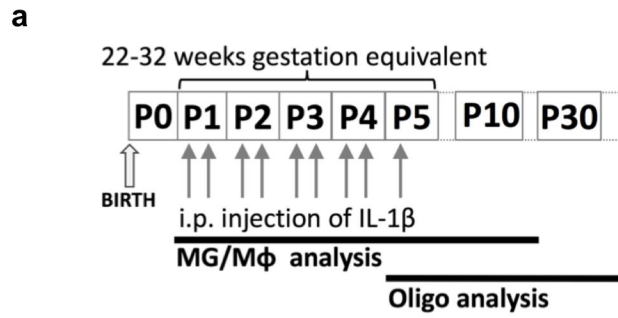 a
22-32 weeks gestation equivalent
P0 P1 P2 P3 P4 P5 P10 P30
BIRTH
i.p. injection of IL-1β
MG/Mϕ analysis
Oligo analysis